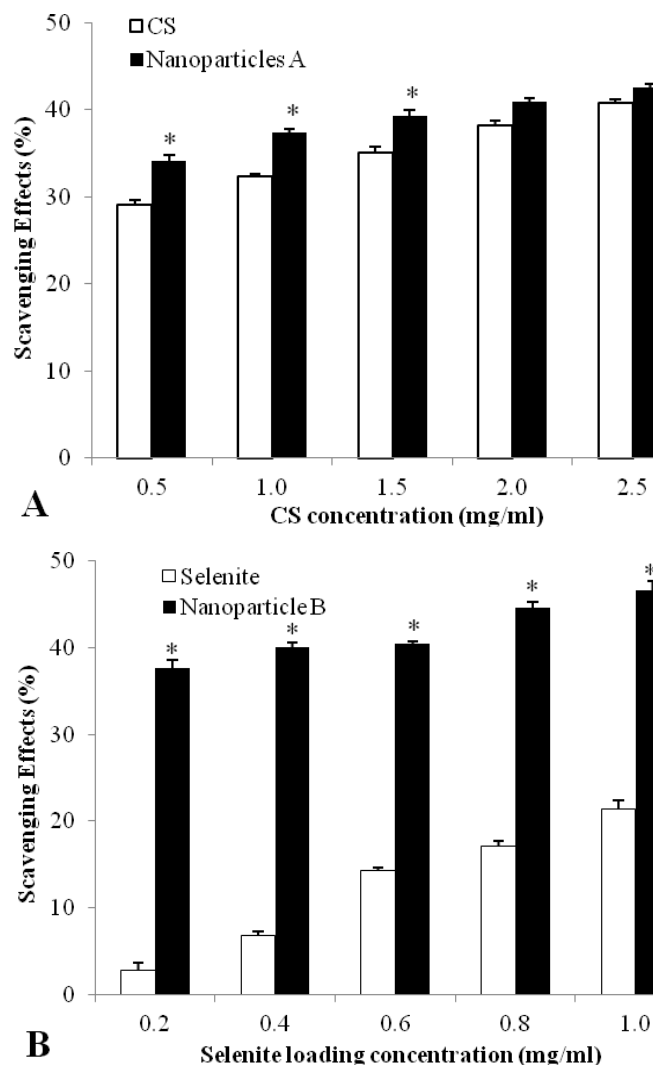 50
CS
Nanoparticles A
40
30
20
10
0
Scavenging Effects (%)
* * *
0.5 1.0 1.5 2.0 2.5
A
CS concentration (mg/ml)
50
Selenite
Nanoparticle B
40
30
20
10
0
Scavenging Effects (%)
* * * * *
0.2 0.4 0.6 0.8 1.0
B
Selenite loading concentration (mg/ml)